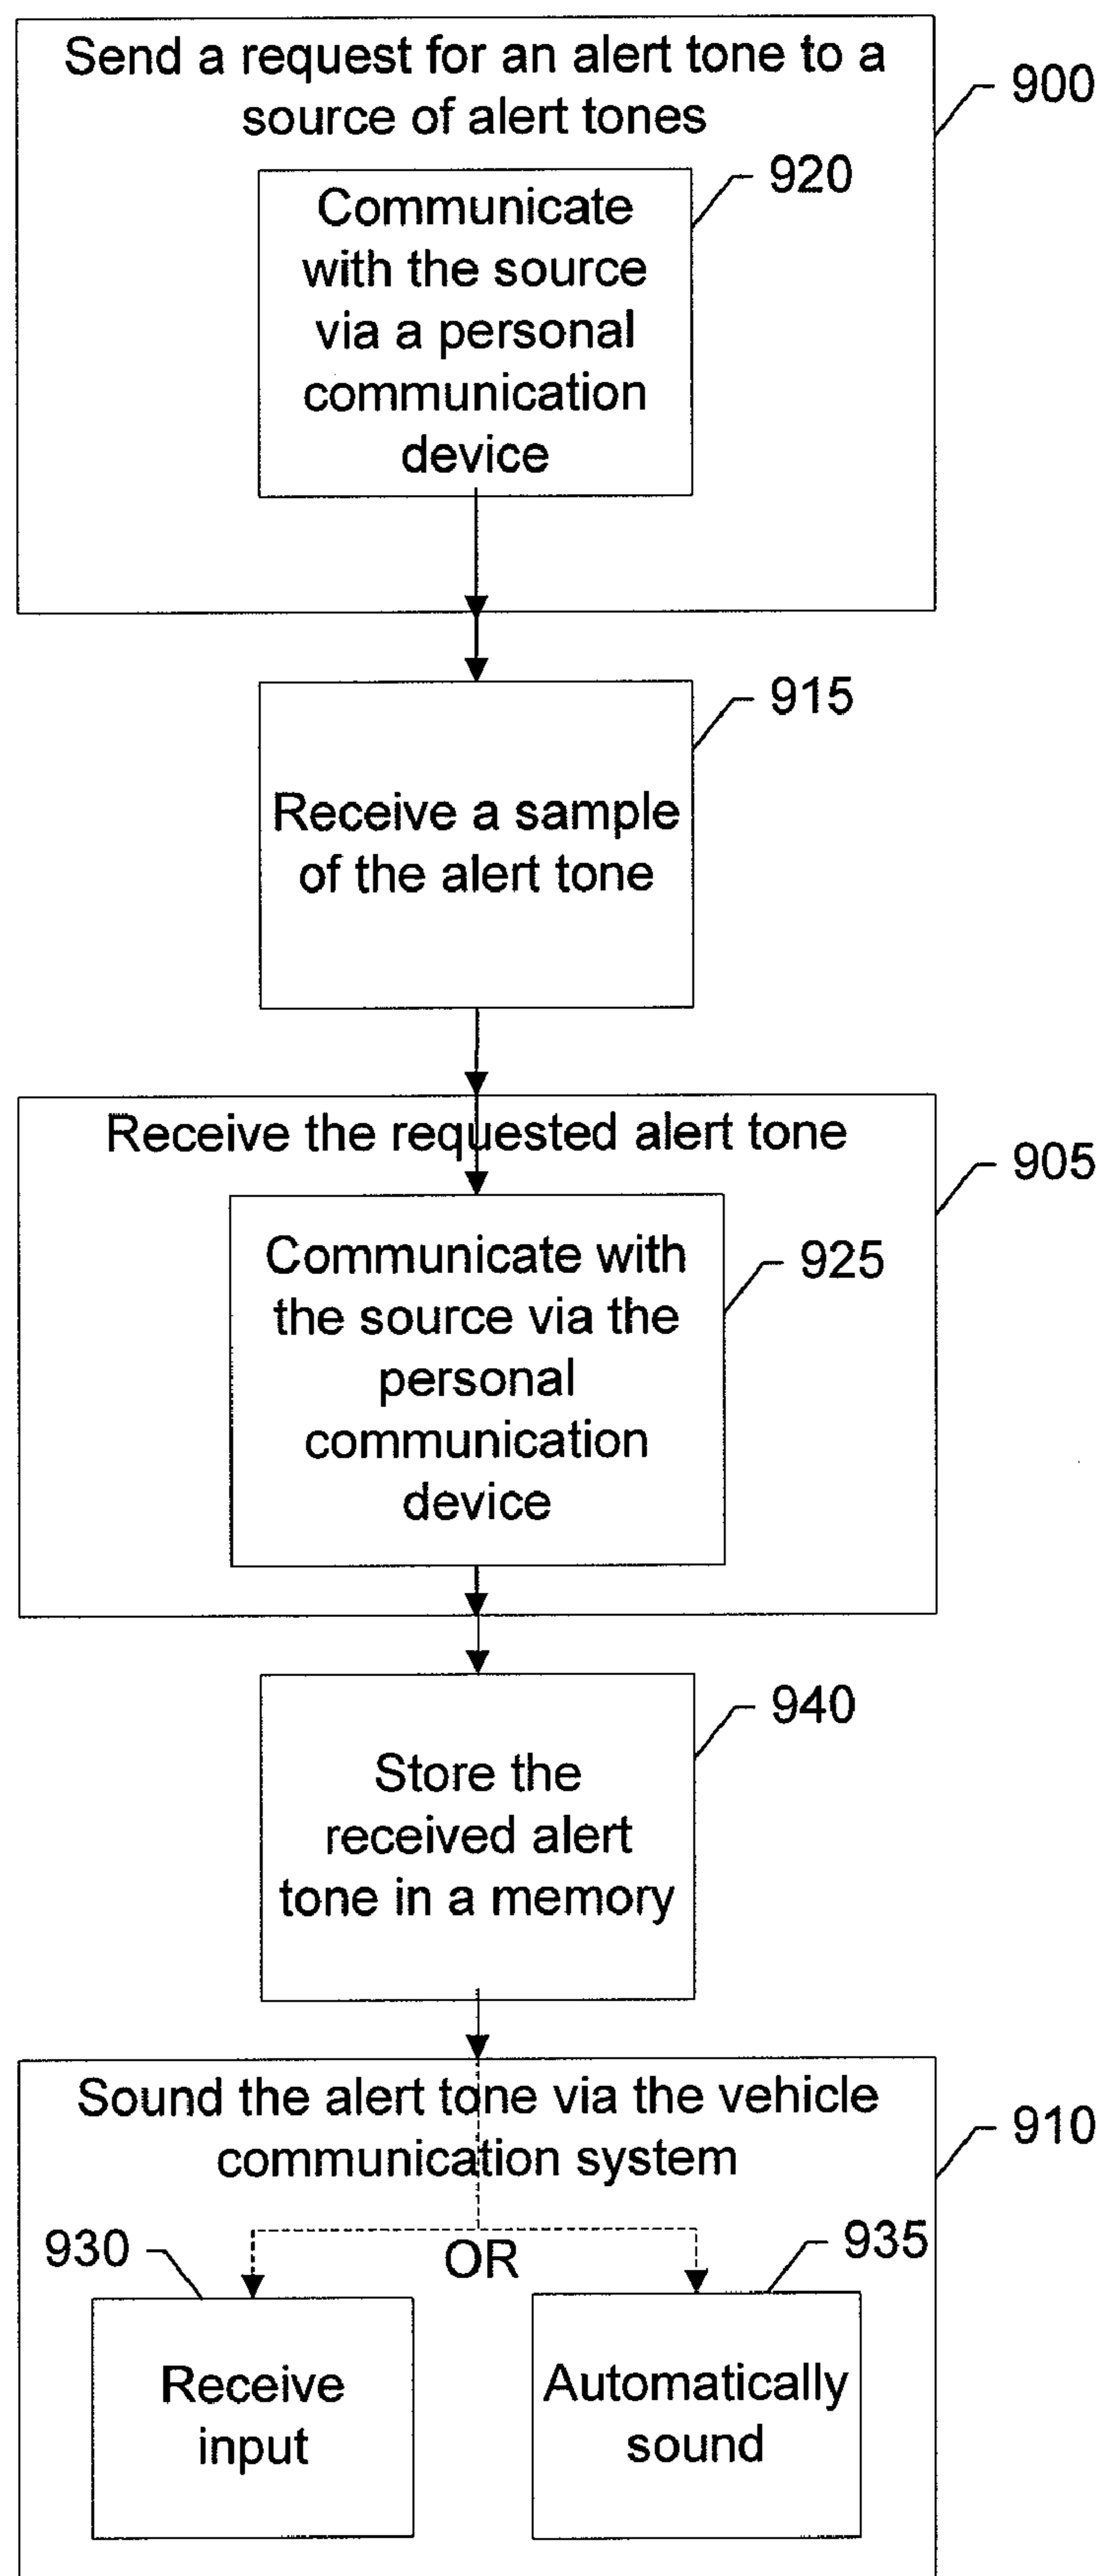 Send a request for an alert tone to a
source of alert tones
900
920
Communicate
with the source
via a personal
communication
device
915
Receive a sample
of the alert tone
Receive the requested alert tone
905
Communicate with
the source via the
personal
communication
device
925
940
Store the
received alert
tone in a memory
Sound the alert tone via the vehicle
communication system
910
930
OR
935
Receive
input
Automatically
sound